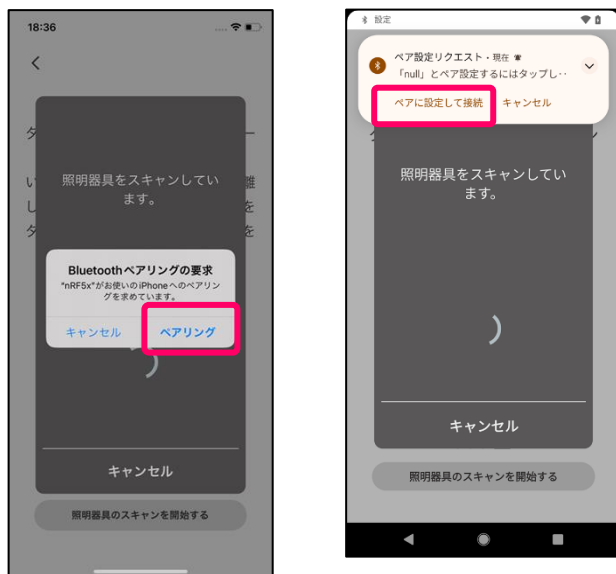 18:36
照明器具をスキャンしてい
ます。
Bluetoothペアリングの要求
"nRF5x"がお使いのiPhoneへのペアリン
グを求めています。
キャンセル
ペアリング
キャンセル
照明器具のスキャンを開始する
設定
ペア設定リクエスト・現在
「null」とペア設定するにはタップし‥
ペアに設定して接続
キャンセル
照明器具をスキャンしてい
ます。
キャンセル
照明器具のスキャンを開始する